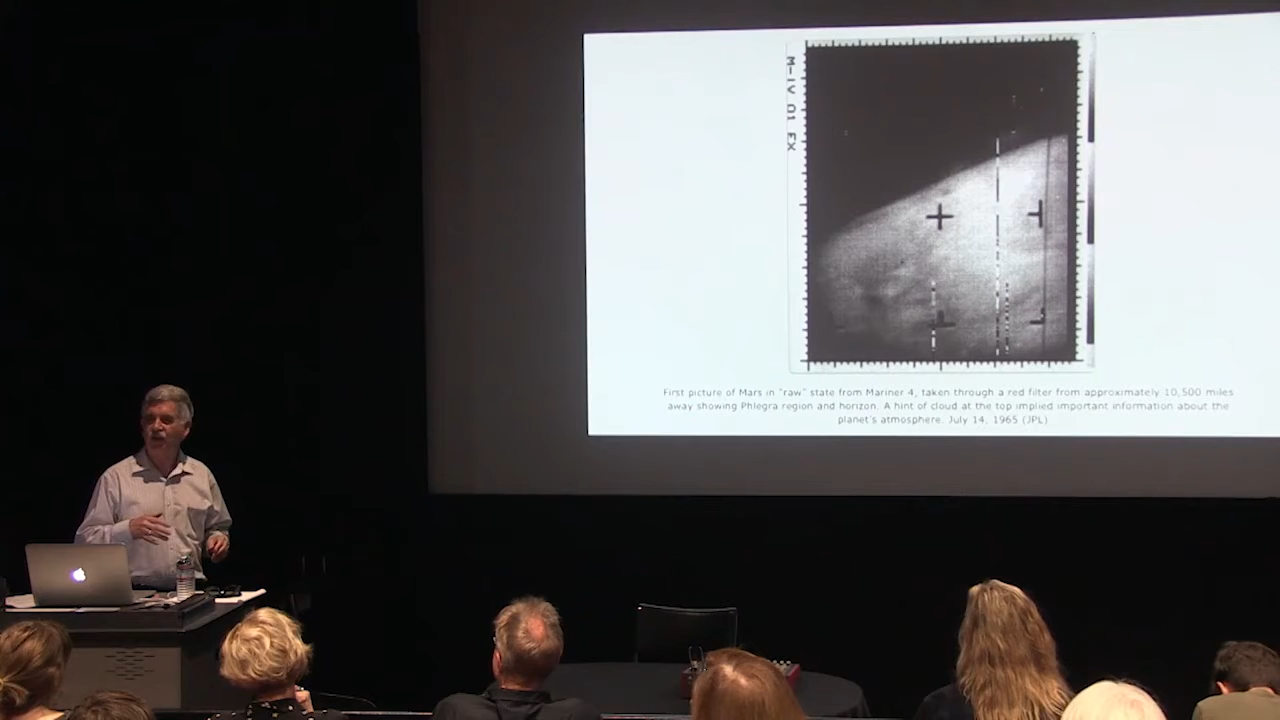 M-IV 01 EX
First picture of Mars in "raw" state from Mariner 4, taken through a red filter from approximately 10,500 miles
away showing Phlegra region and horizon. A hint of cloud at the top implied important information about the
planet's atmosphere. July 14, 1965 (JPL)